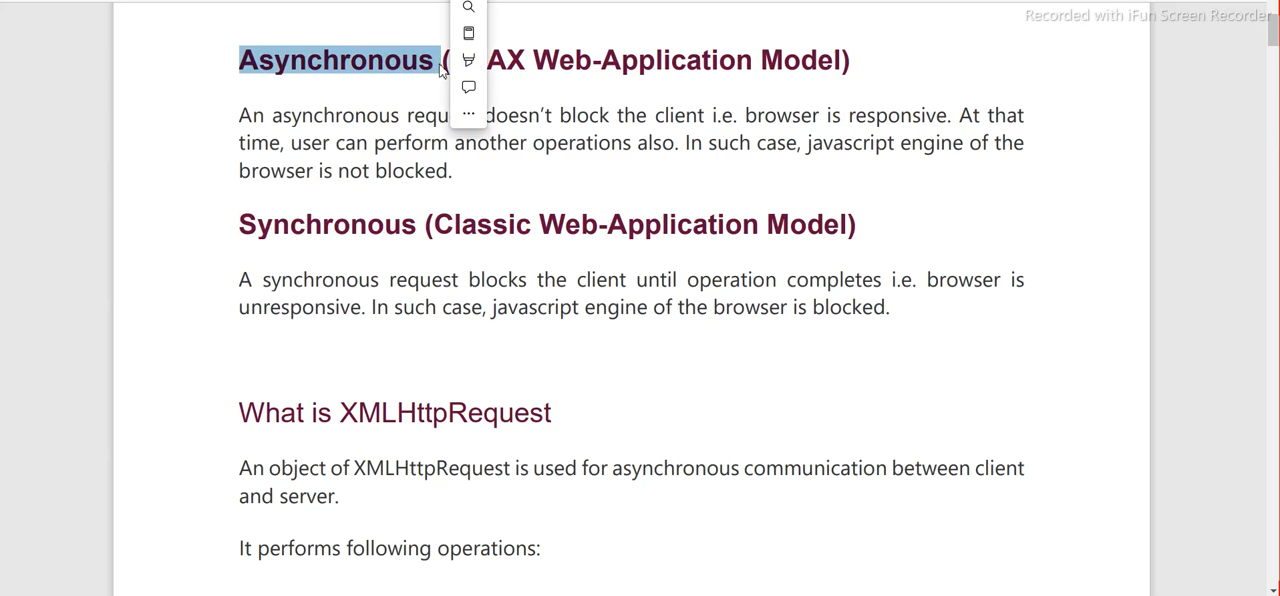 Recorded with iFun Screen Recorder
Asynchronous ( AX Web-Application Model)
An asynchronous requ doesn’t block the client i.e. browser is responsive. At that
time, user can perform another operations also. In such case, javascript engine of the
browser is not blocked.
Synchronous (Classic Web-Application Model)
A synchronous request blocks the client until operation completes i.e. browser is
unresponsive. In such case, javascript engine of the browser is blocked.
What is XMLHttpRequest
An object of XMLHttpRequest is used for asynchronous communication between client
and server.
It performs following operations: